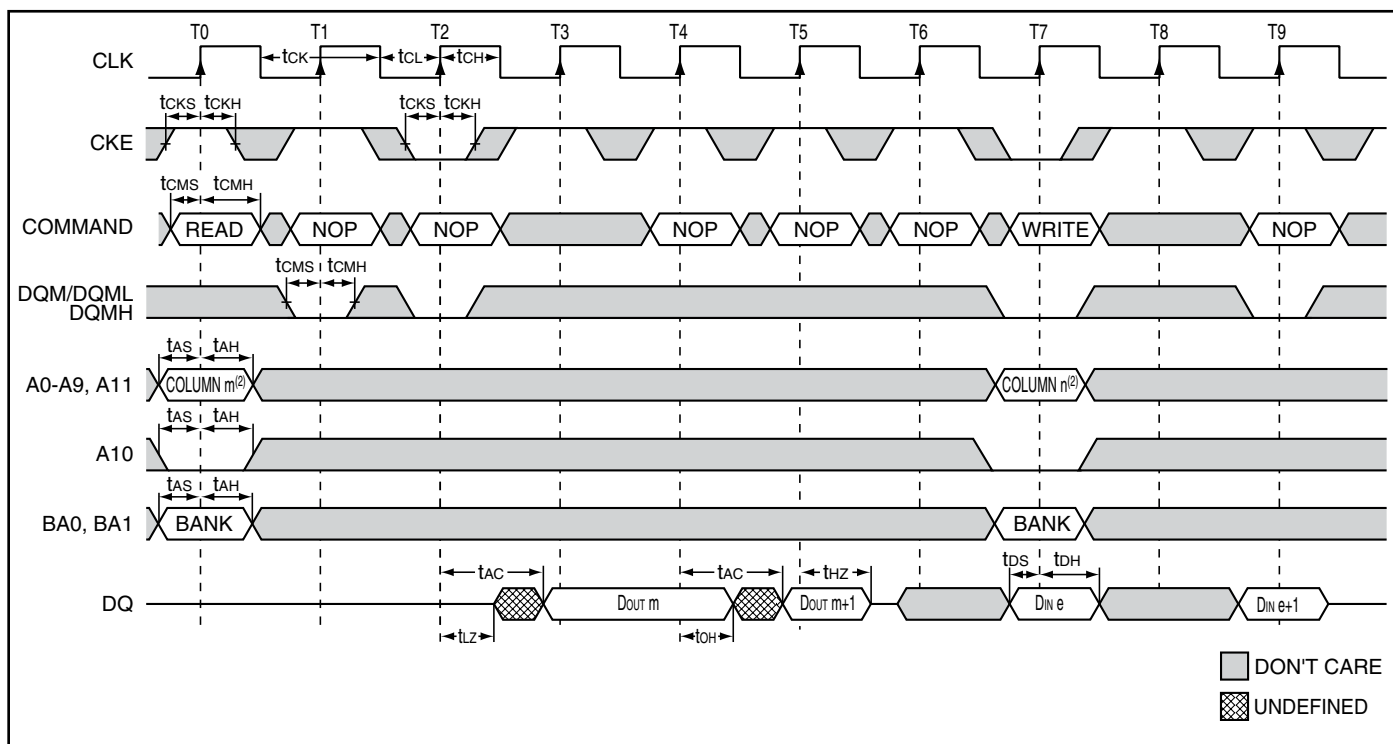 T0 T1 T2 T3 T4 T5 T6 T7 T8 T9
CLK tCK tCL tCH
tCKS tCKH tCKS tCKH
CKE
tCMS tCMH
COMMAND READ NOP NOP NOP NOP NOP WRITE NOP
tCMS tCMH
DQM/DQML
DQMH
tAS tAH
A0-A9, A11 COLUMN m(2) COLUMN n(2)
tAS tAH
A10
tAS tAH
BA0, BA1 BANK BANK
tAC tAC tHZ tDS tDH
DQ DOUT m DOUT m+1 DIN e DIN e+1
tLZ tOH
DON'T CARE
UNDEFINED